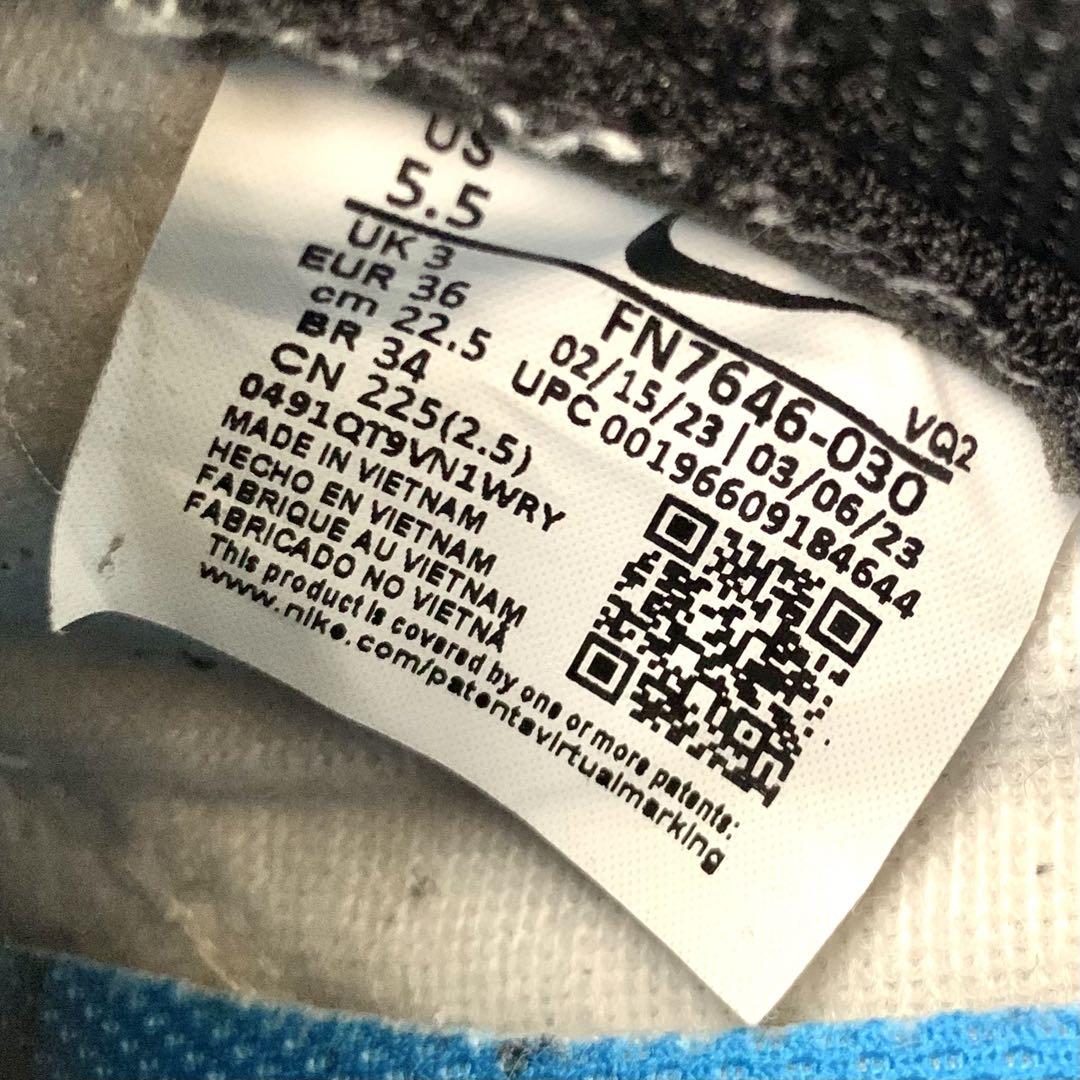 US
5.5
UK 3
EUR 36
cm 22.5
BR 34
CN 225(2.5)
0491QT9VN1WRY
MADE IN VIETNAM
HECHO EN VIETNAM
FABRIQUE AU VIETNAM
FABRICADO NO VIETNÃ
This product is covered by one or more patents:
www.nike.com/patentsvirtualmarking
FN7646-030
VQ2
02/15/23 | 03/06/23
UPC 00196609184644